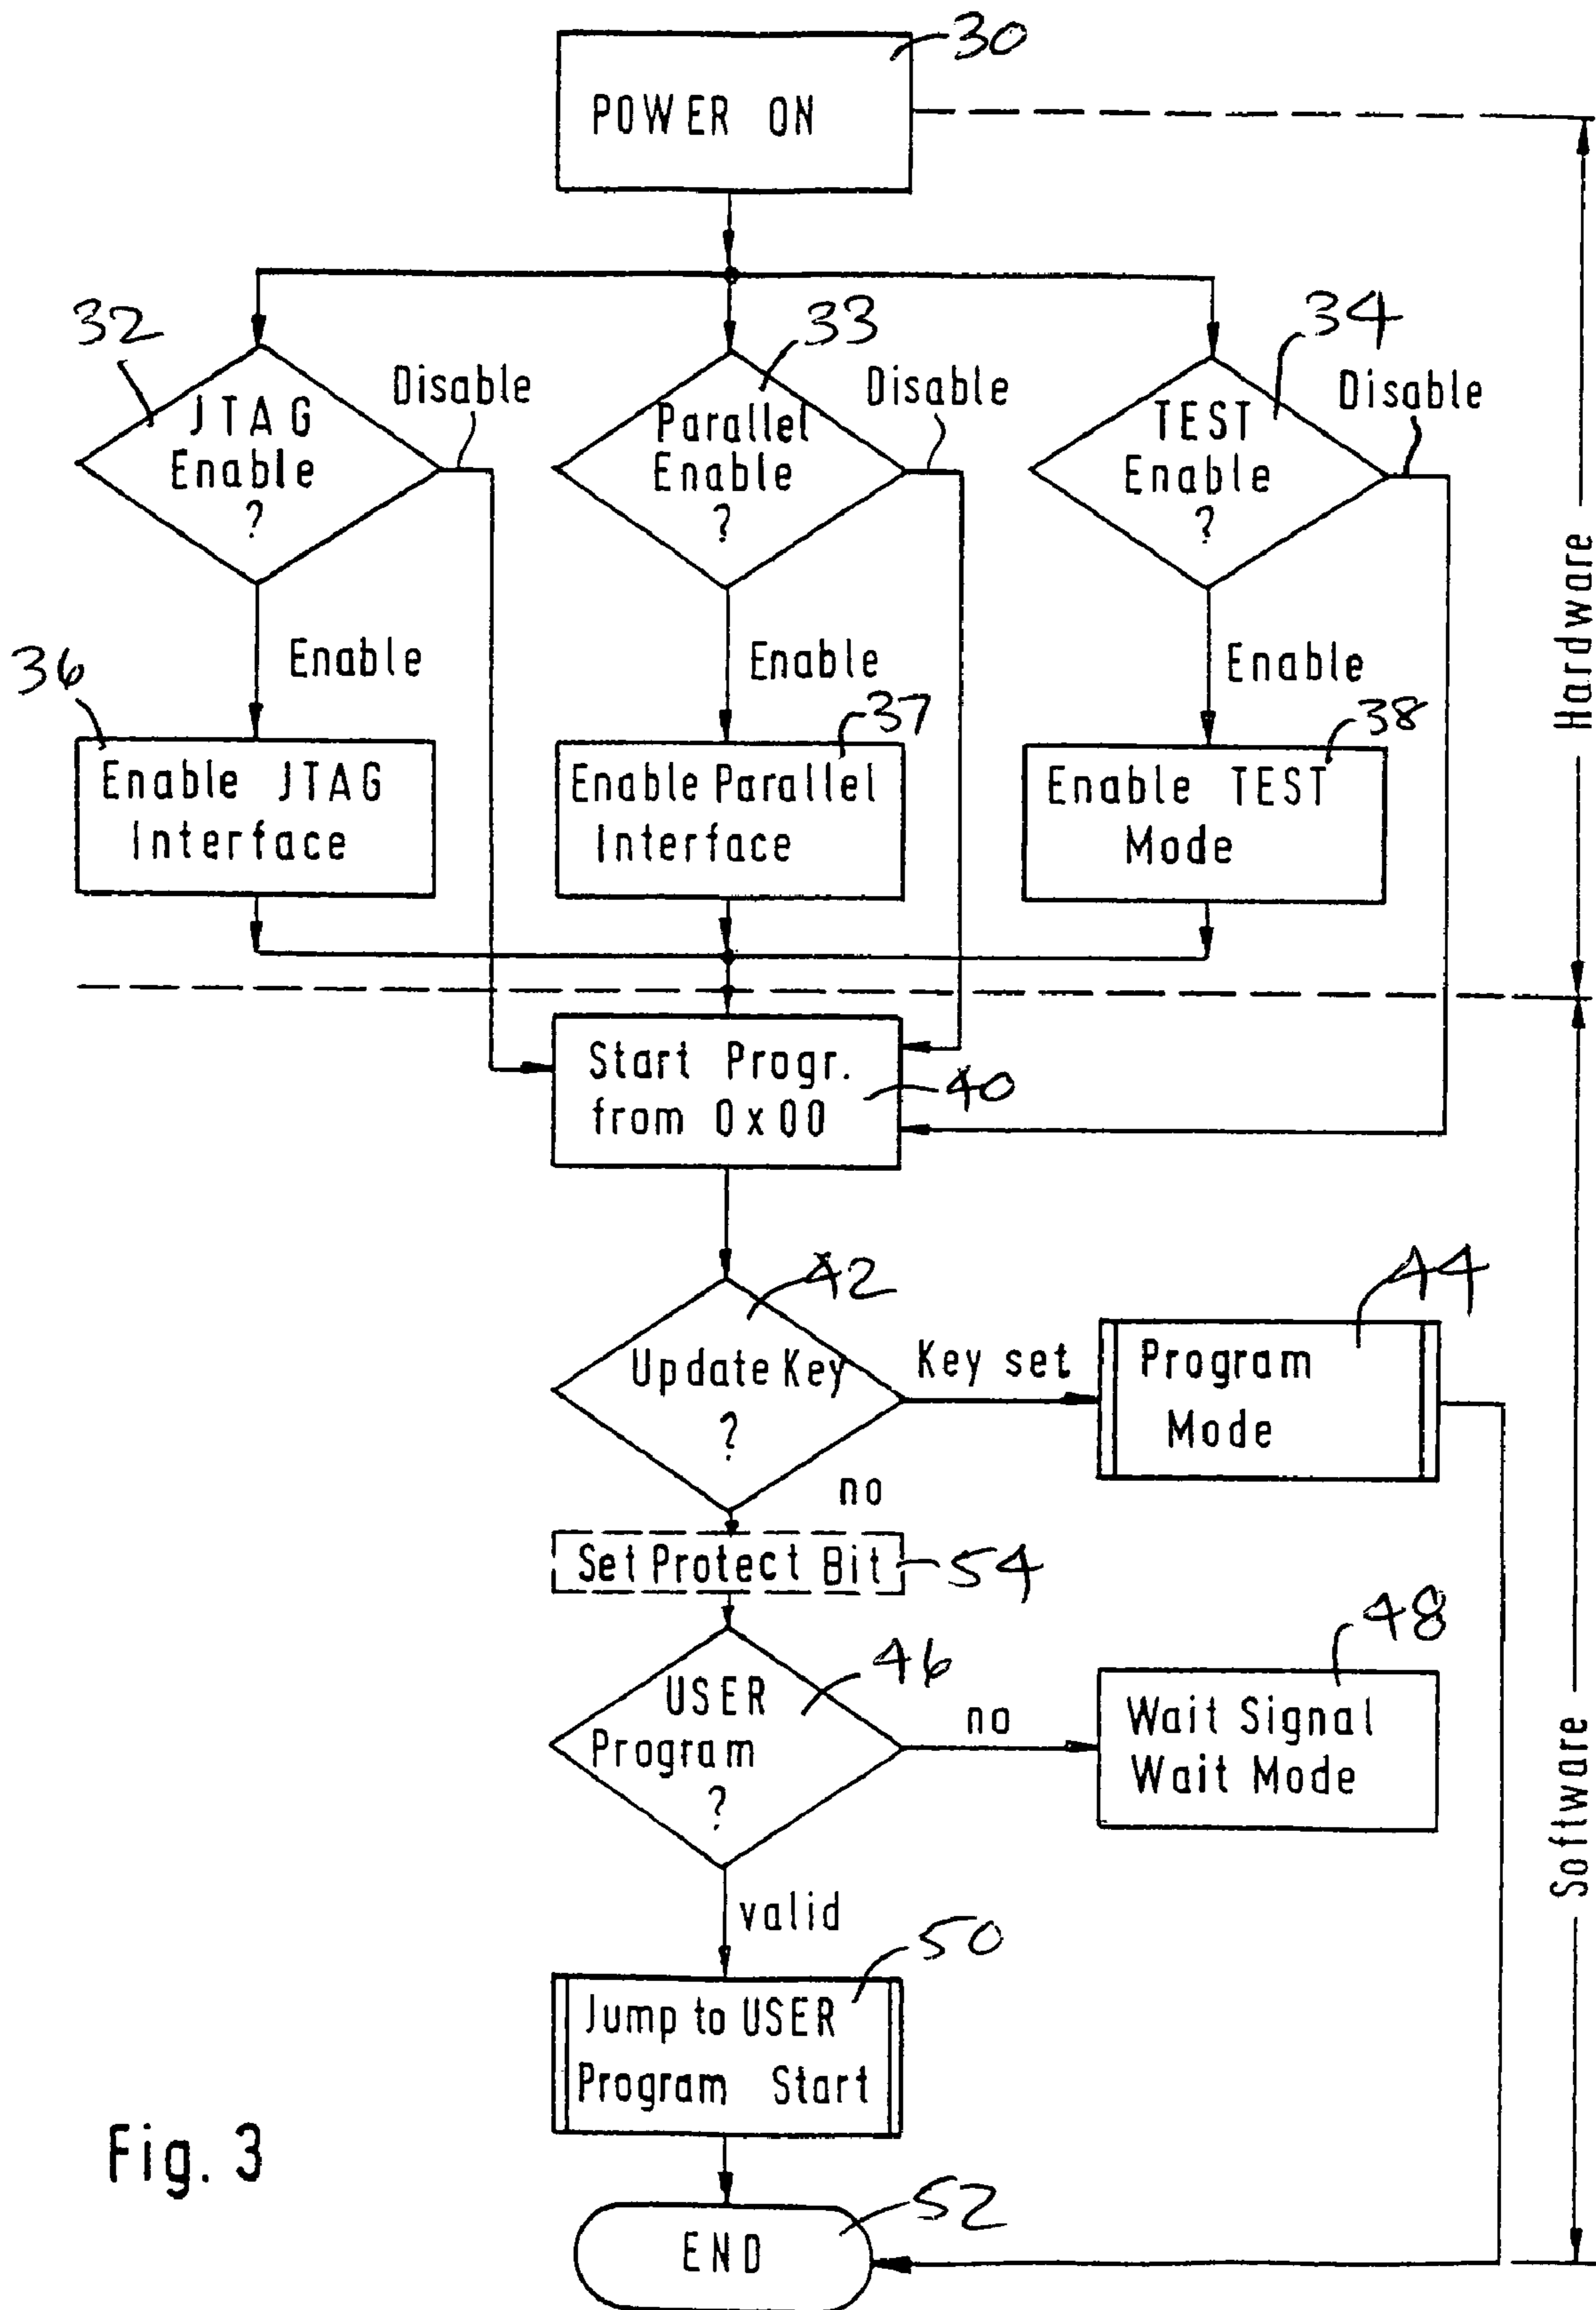 30
POWER ON
32
33
34
JTAG
Enable
?
Disable
Parallel
Enable
?
Disable
TEST
Enable
?
Disable
Hardware
Enable
Enable
Enable
36
37
38
Enable JTAG
Interface
Enable Parallel
Interface
Enable TEST
Mode
Start Progr.
from 0x00
40
42
Update Key
?
Key set
44
Program
Mode
no
Set Protect Bit
54
46
USER
Program
?
no
48
Wait Signal
Wait Mode
Software
valid
50
Jump to USER
Program Start
Fig. 3
52
END